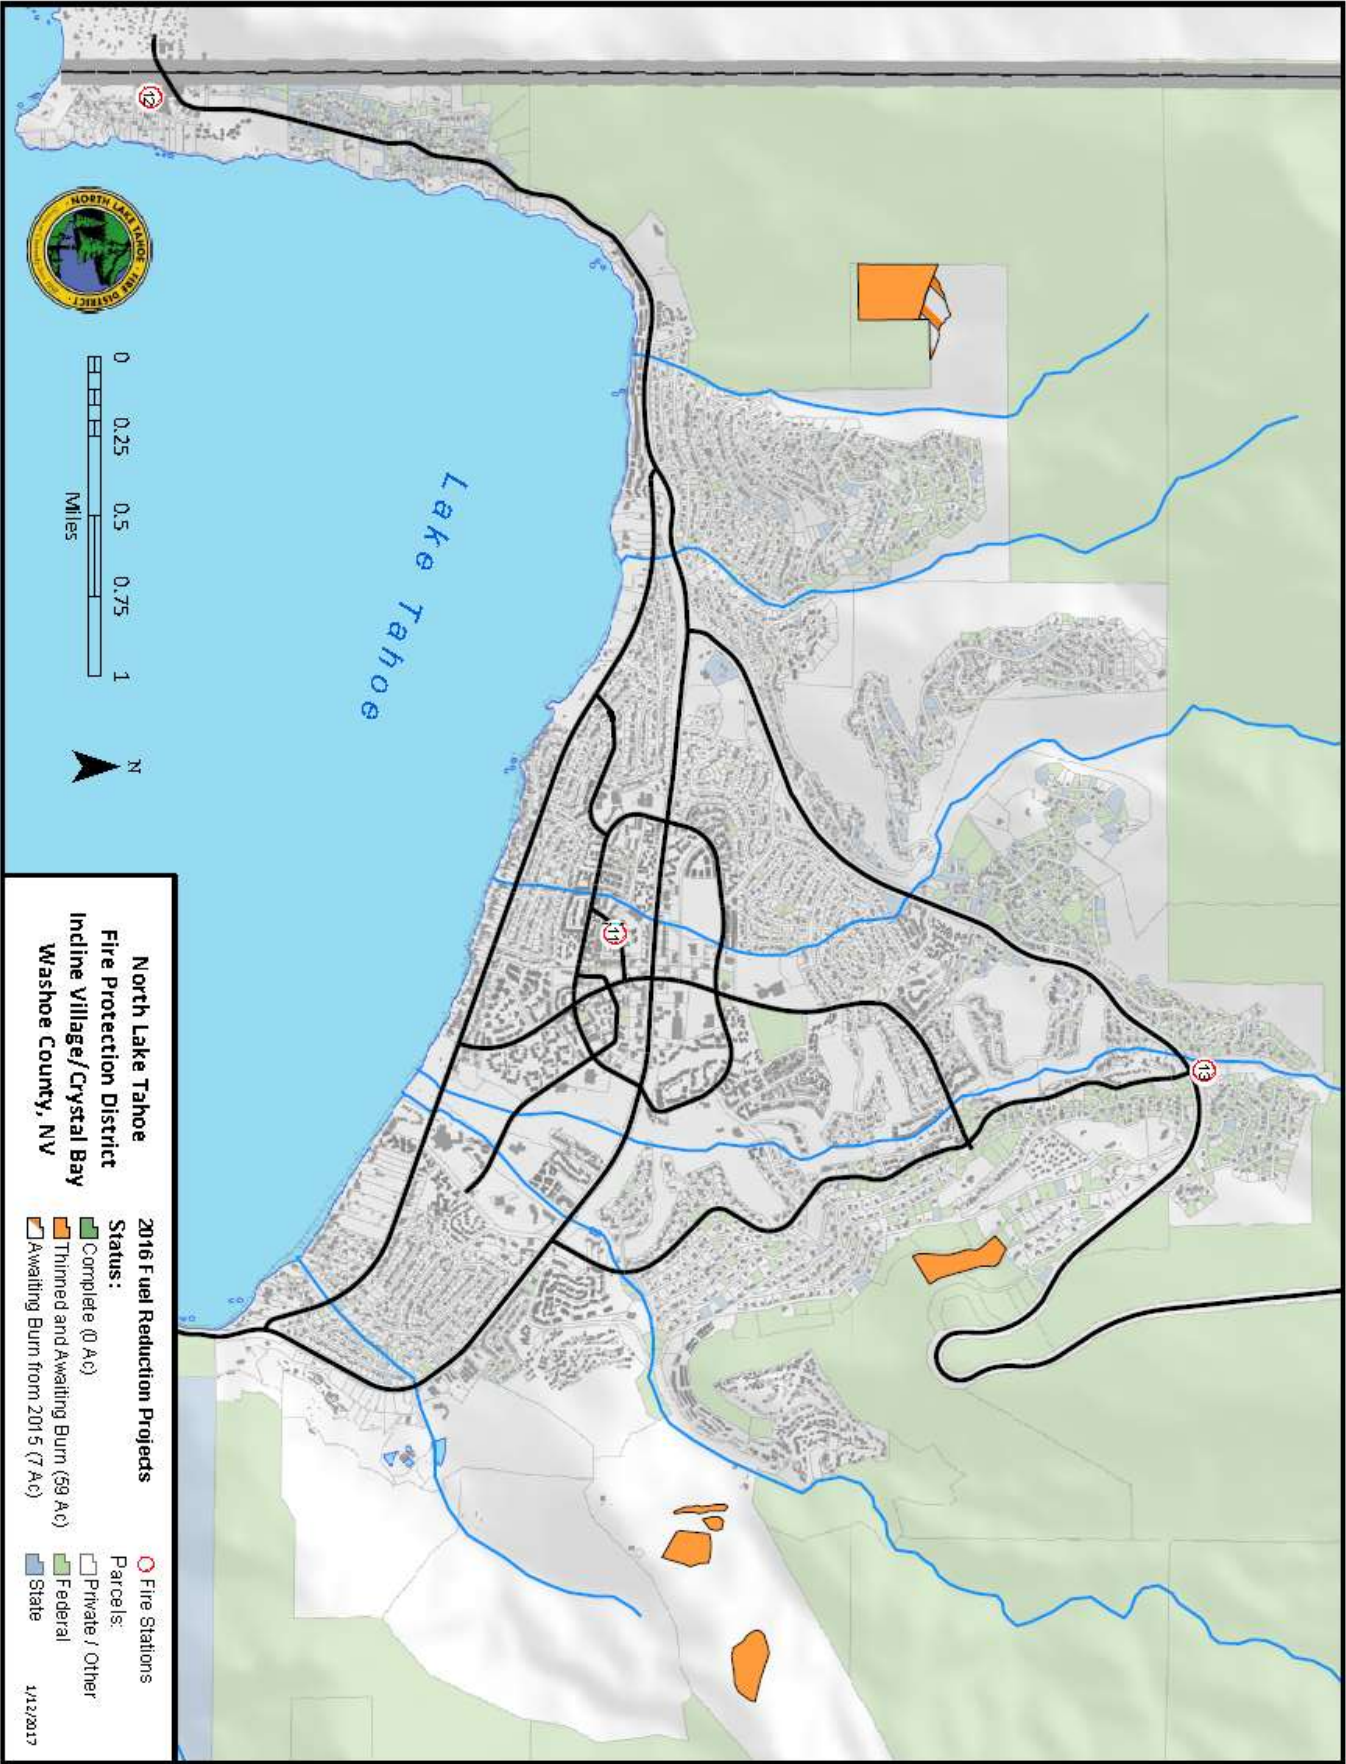 12
11
13
Lake Tahoe
NORTH LAKE TAHOE
FIRE DISTRICT
0 0.25 0.5 0.75 1
Miles
N
North Lake Tahoe
Fire Protection District
Incline Village/Crystal Bay
Washoe County, NV
2016 Fuel Reduction Projects
Status:
Complete (0 Ac)
Thinned and Awaiting Burn (59 Ac)
Awaiting Burn from 2015 (7 Ac)
Fire Stations
Parcels:
Private / Other
Federal
State
1/12/2017